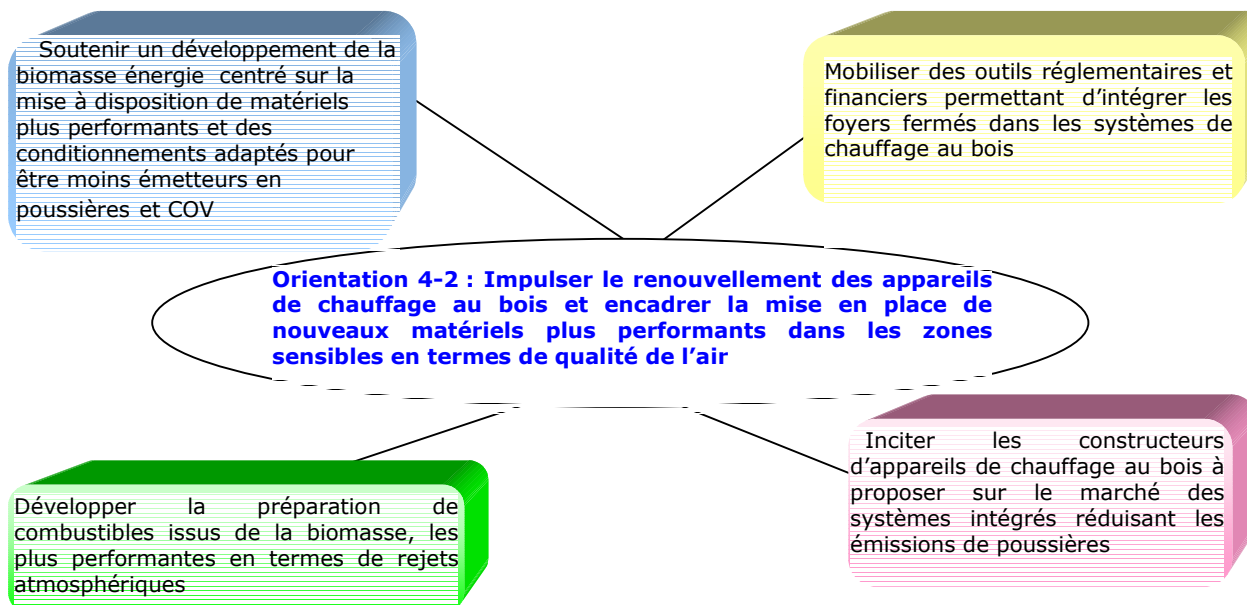 Soutenir un développement de la
biomasse énergie centré sur la
mise à disposition de matériels
plus performants et des
conditionnements adaptés pour
être moins émetteurs en
poussières et COV
Mobiliser des outils réglementaires et
financiers permettant d'intégrer les
foyers fermés dans les systèmes de
chauffage au bois
Orientation 4-2 : Impulser le renouvellement des appareils
de chauffage au bois et encadrer la mise en place de
nouveaux matériels plus performants dans les zones
sensibles en termes de qualité de l'air
Développer la préparation de
combustibles issus de la biomasse, les
plus performantes en termes de rejets
atmosphériques
Inciter les constructeurs
d'appareils de chauffage au bois à
proposer sur le marché des
systèmes intégrés réduisant les
émissions de poussières